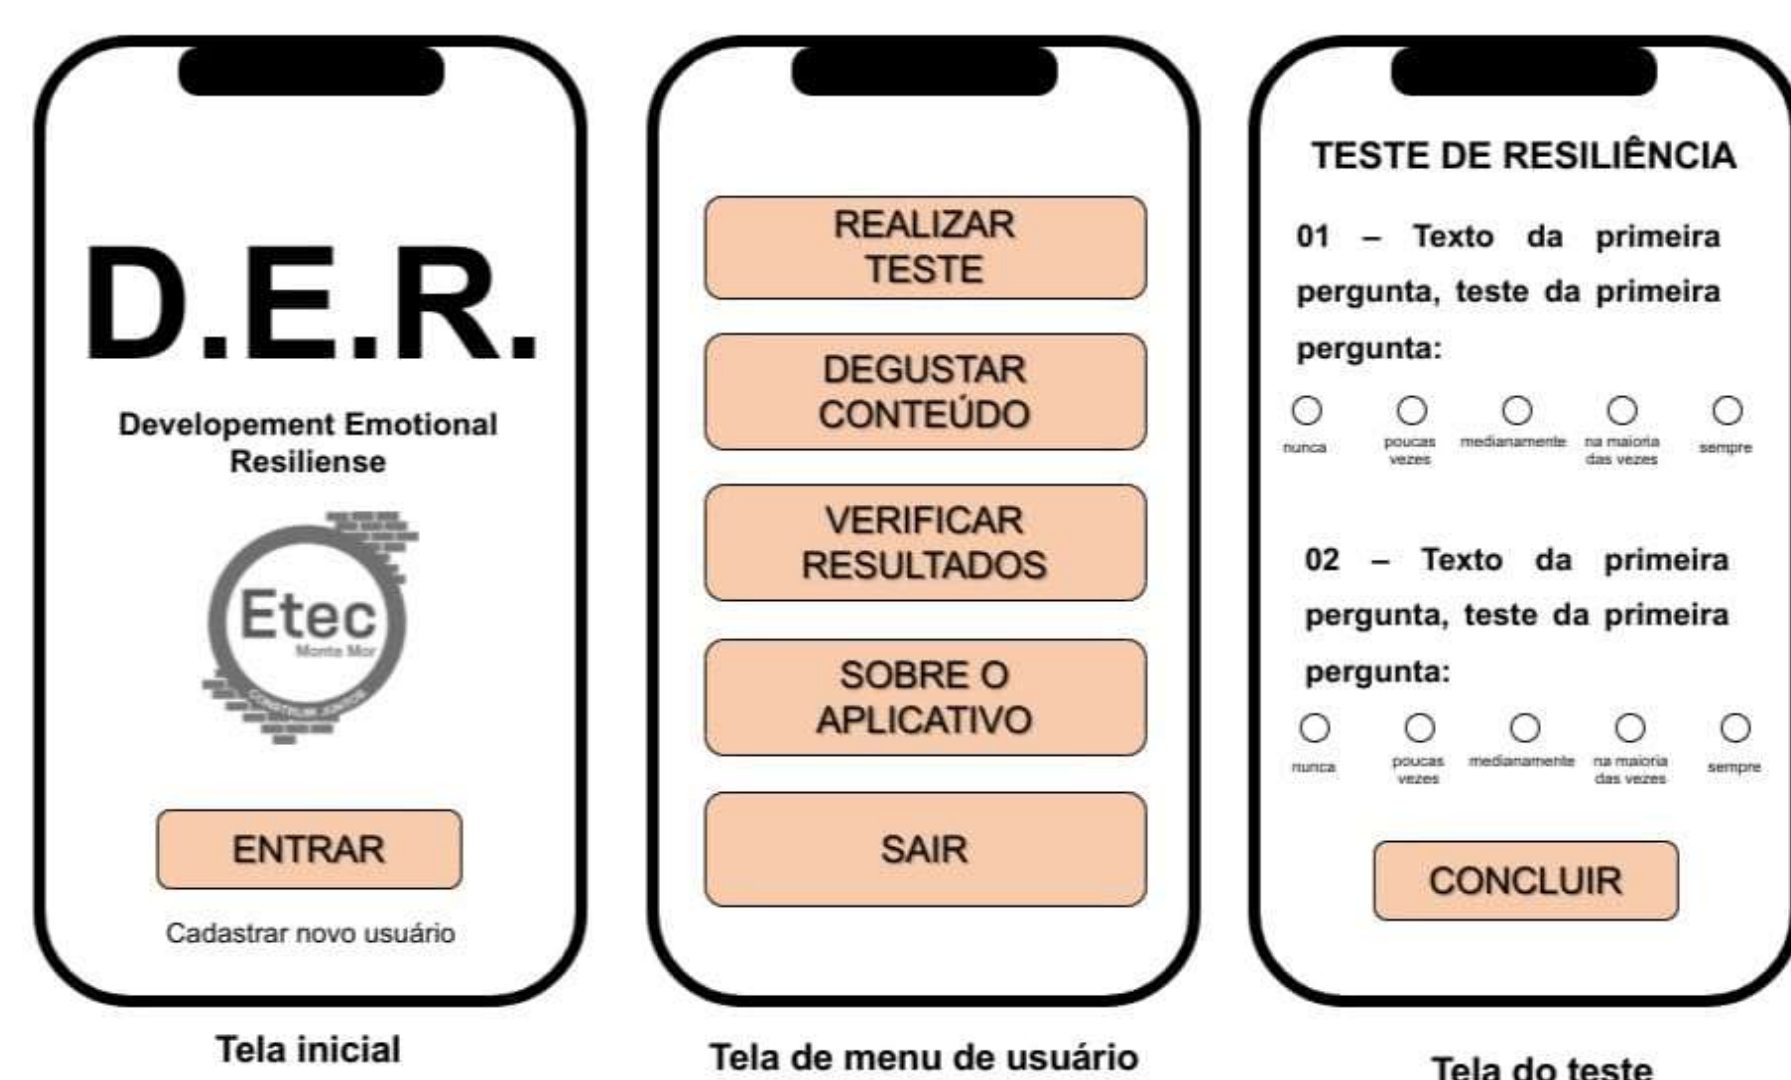 D.E.R.
Developement Emotional
Resiliense
Etec
Monte Mor
CONSTRUIR JUNTOS
ENTRAR
Cadastrar novo usuário
Tela inicial
REALIZAR
TESTE
DEGUSTAR
CONTEÚDO
VERIFICAR
RESULTADOS
SOBRE O
APLICATIVO
SAIR
Tela de menu de usuário
TESTE DE RESILIÊNCIA
01 – Texto da primeira
pergunta, teste da primeira
pergunta:
nunca poucas medianamente na maioria sempre
vezes das vezes
02 – Texto da primeira
pergunta, teste da primeira
pergunta:
nunca poucas medianamente na maioria sempre
vezes das vezes
CONCLUIR
Tela do teste